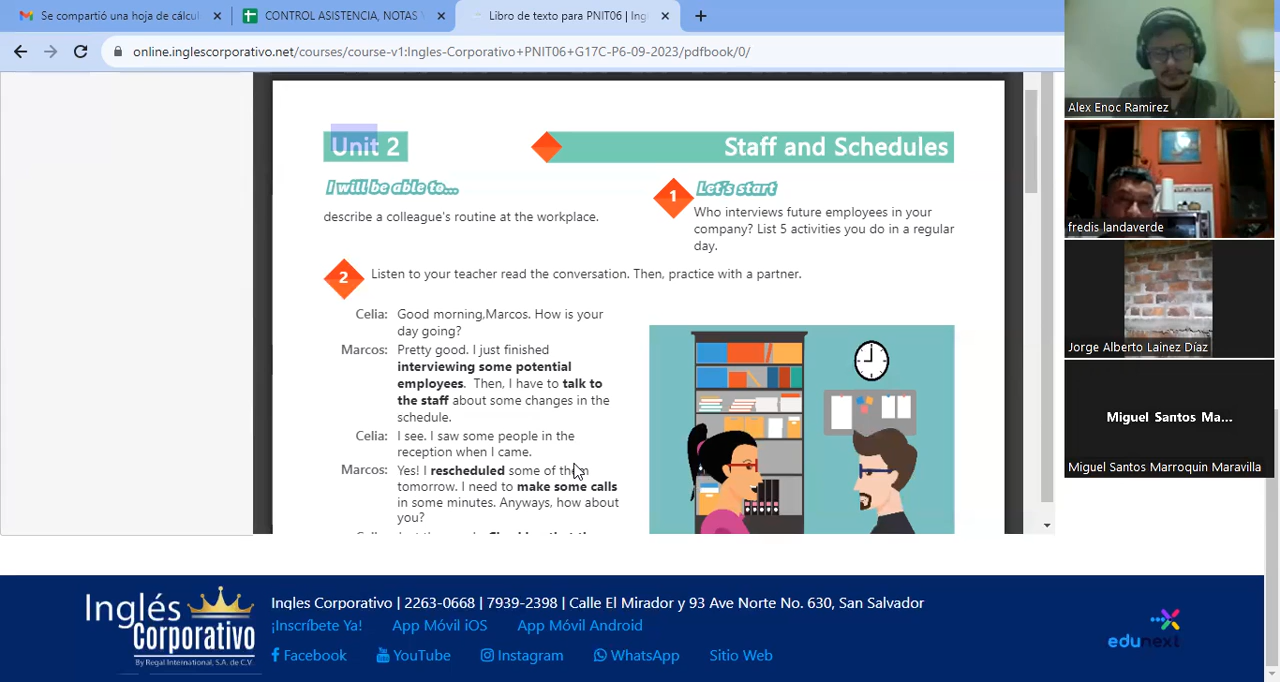 Se compartió una hoja de cálcul
CONTROL ASISTENCIA, NOTAS Y
Libro de texto para PNIT06 | Ing
online.inglescorporativo.net/courses/course-v1:Ingles-Corporativo+PNIT06+G17C-P6-09-2023/pdfbook/0/
Unit 2
Staff and Schedules
I will be able to...
describe a colleague's routine at the workplace.
1
Let's start
Who interviews future employees in your
company? List 5 activities you do in a regular
day.
2
Listen to your teacher read the conversation. Then, practice with a partner.
Celia: Good morning,Marcos. How is your
day going?
Marcos: Pretty good. I just finished
interviewing some potential
employees. Then, I have to talk to
the staff about some changes in the
schedule.
Celia: I see. I saw some people in the
reception when I came.
Marcos: Yes! I rescheduled some of them
tomorrow. I need to make some calls
in some minutes. Anyways, how about
you?
Alex Enoc Ramirez
fredis landaverde
Jorge Alberto Lainez Díaz
Miguel Santos Ma...
Miguel Santos Marroquin Maravilla
Inglés
Corporativo
By Regal International, S.A. de C.V.
Ingles Corporativo | 2263-0668 | 7939-2398 | Calle El Mirador y 93 Ave Norte No. 630, San Salvador
¡Inscríbete Ya! App Móvil iOS App Móvil Android
Facebook YouTube Instagram WhatsApp Sitio Web
edunext